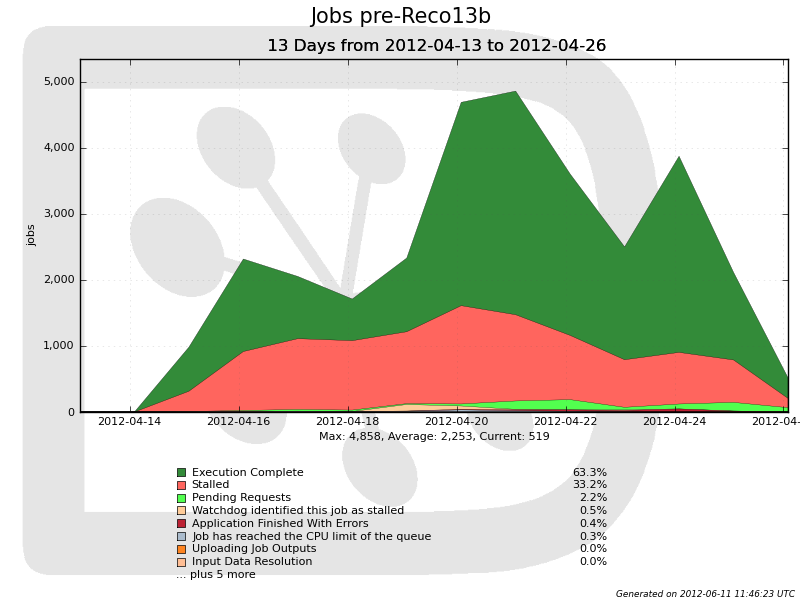 Jobs pre-Reco13b
13 Days from 2012-04-13 to 2012-04-26
5,000
4,000
3,000
2,000
1,000
0
jobs
2012-04-14 2012-04-16 2012-04-18 2012-04-20 2012-04-22 2012-04-24 2012-04-
Max: 4,858, Average: 2,253, Current: 519
Execution Complete 63.3%
Stalled 33.2%
Pending Requests 2.2%
Watchdog identified this job as stalled 0.5%
Application Finished With Errors 0.4%
Job has reached the CPU limit of the queue 0.3%
Uploading Job Outputs 0.0%
Input Data Resolution 0.0%
... plus 5 more
Generated on 2012-06-11 11:46:23 UTC